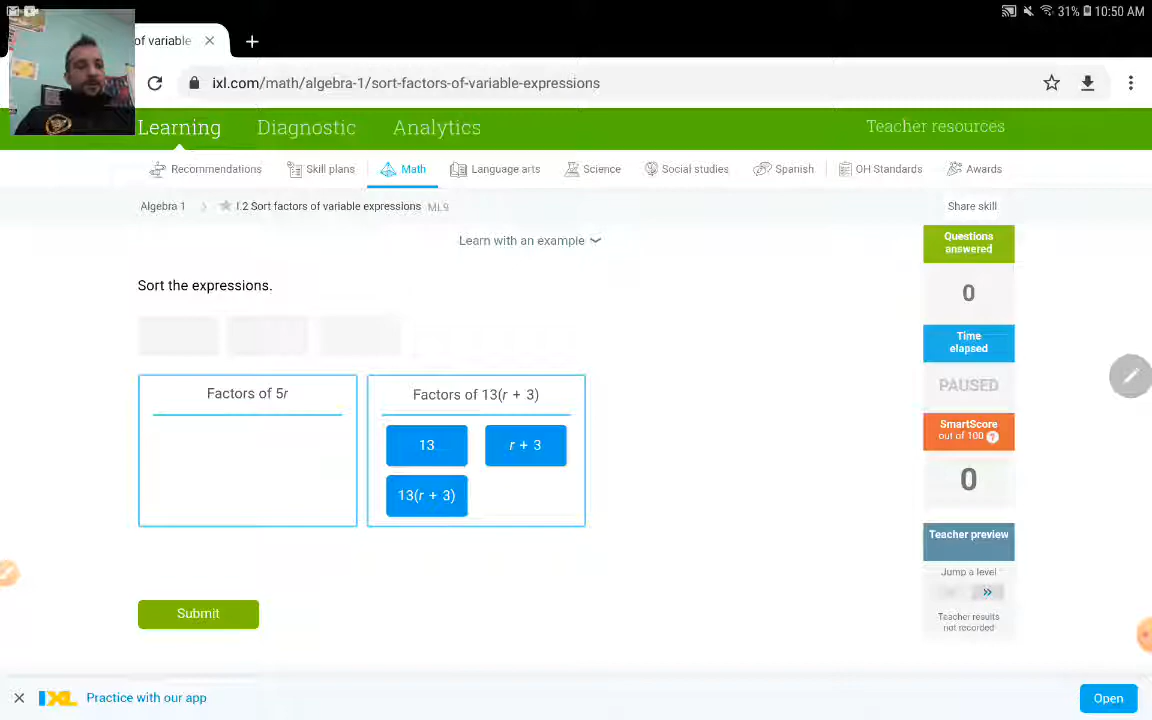 31% 10:50 AM
of variable
ixl.com/math/algebra-1/sort-factors-of-variable-expressions
Learning Diagnostic Analytics Teacher resources
Recommendations Skill plans Math Language arts Science Social studies Spanish OH Standards Awards
Algebra 1 I.2 Sort factors of variable expressions ML9 Share skill
Learn with an example
Questions
answered
0
Sort the expressions.
Time
elapsed
PAUSED
Factors of 5r Factors of 13(r + 3)
13 r + 3
13(r + 3)
SmartScore
out of 100 ?
0
Teacher preview
Jump a level
Teacher results
not recorded
Submit
IXL Practice with our app Open